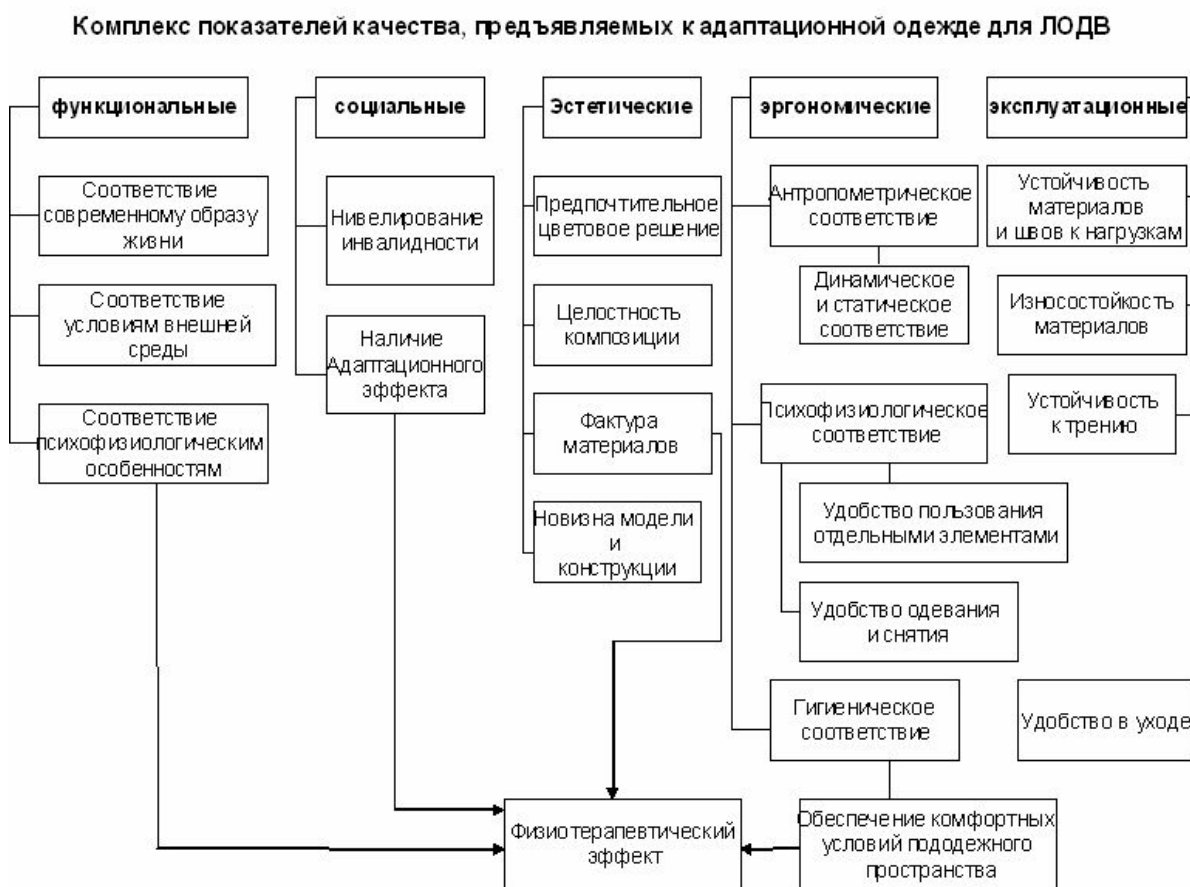 Комплекс показателей качества, предъявляемых к адаптационной одежде для ЛОДВ
функциональные
Соответствие
современному образу
жизни
Соответствие
условиям внешней
среды
Соответствие
психофизиологическим
особенностям
социальные
Нивелирование
инвалидности
Наличие
Адаптационного
эффекта
Эстетические
Предпочтительное
цветовое решение
Целостность
композиции
Фактура
материалов
Новизна модели
и
конструкции
эргономические
Антропометрическое
соответствие
Динамическое
и статическое
соответствие
Психофизиологическое
соответствие
Удобство пользования
отдельными элементами
Удобство одевания
и снятия
Гигиеническое
соответствие
Обеспечение комфортных
условий пододежного
пространства
эксплуатационные
Устойчивость
материалов
и швов к нагрузкам
Износостойкость
материалов
Устойчивость
к трению
Удобство в уходе
Физиотерапевтический
эффект